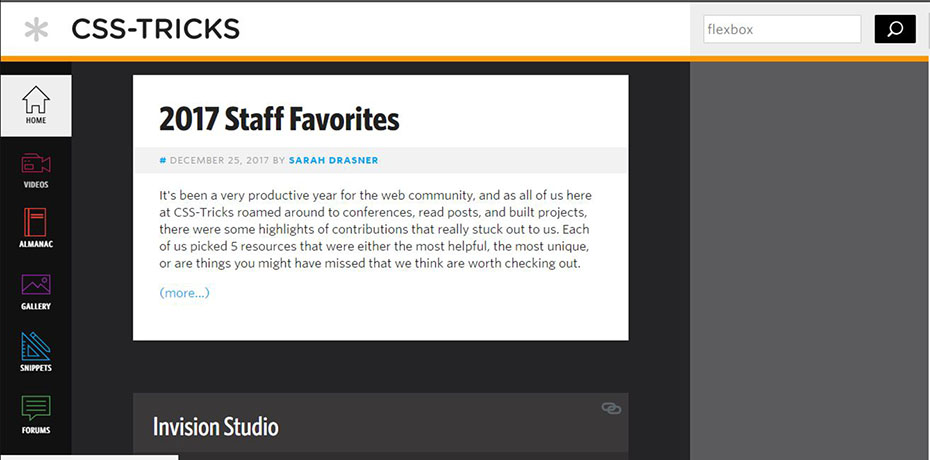 CSS-TRICKS
flexbox
HOME
VIDEOS
ALMANAC
GALLERY
SNIPPETS
FORUMS
2017 Staff Favorites
# DECEMBER 25, 2017 BY SARAH DRASNER
It's been a very productive year for the web community, and as all of us here
at CSS-Tricks roamed around to conferences, read posts, and built projects,
there were some highlights of contributions that really stuck out to us. Each
of us picked 5 resources that were either the most helpful, the most unique,
or are things you might have missed that we think are worth checking out.
(more...)
Invision Studio